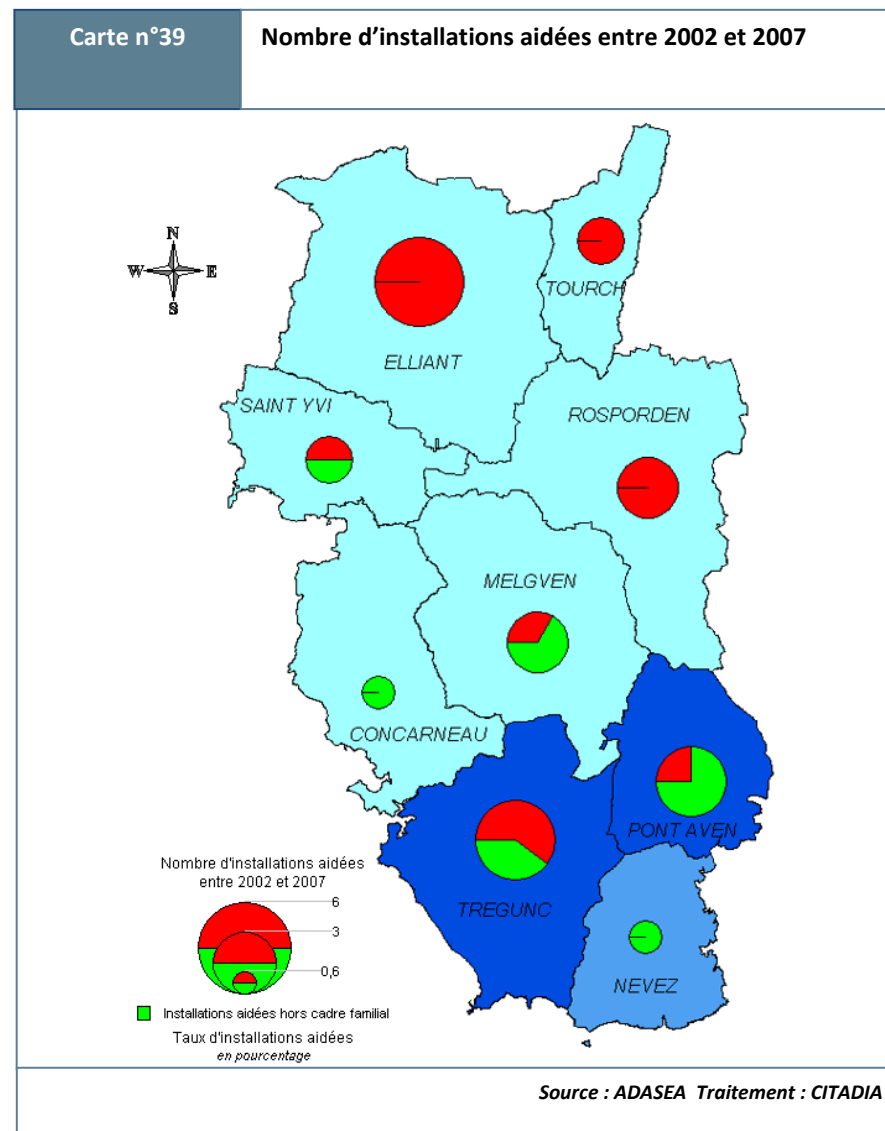 Carte n°39
Nombre d’installations aidées entre 2002 et 2007
N
W E
S
TOURCH
ELLIANT
SAINT YVI
ROSPORDEN
MELGVEN
CONCARNEAU
PONT AVEN
TREGUNC
NEVEZ
Nombre d'installations aidées
entre 2002 et 2007
6
3
0,6
Installations aidées hors cadre familial
Taux d'installations aidées
en pourcentage
Source : ADASEA Traitement : CITADIA